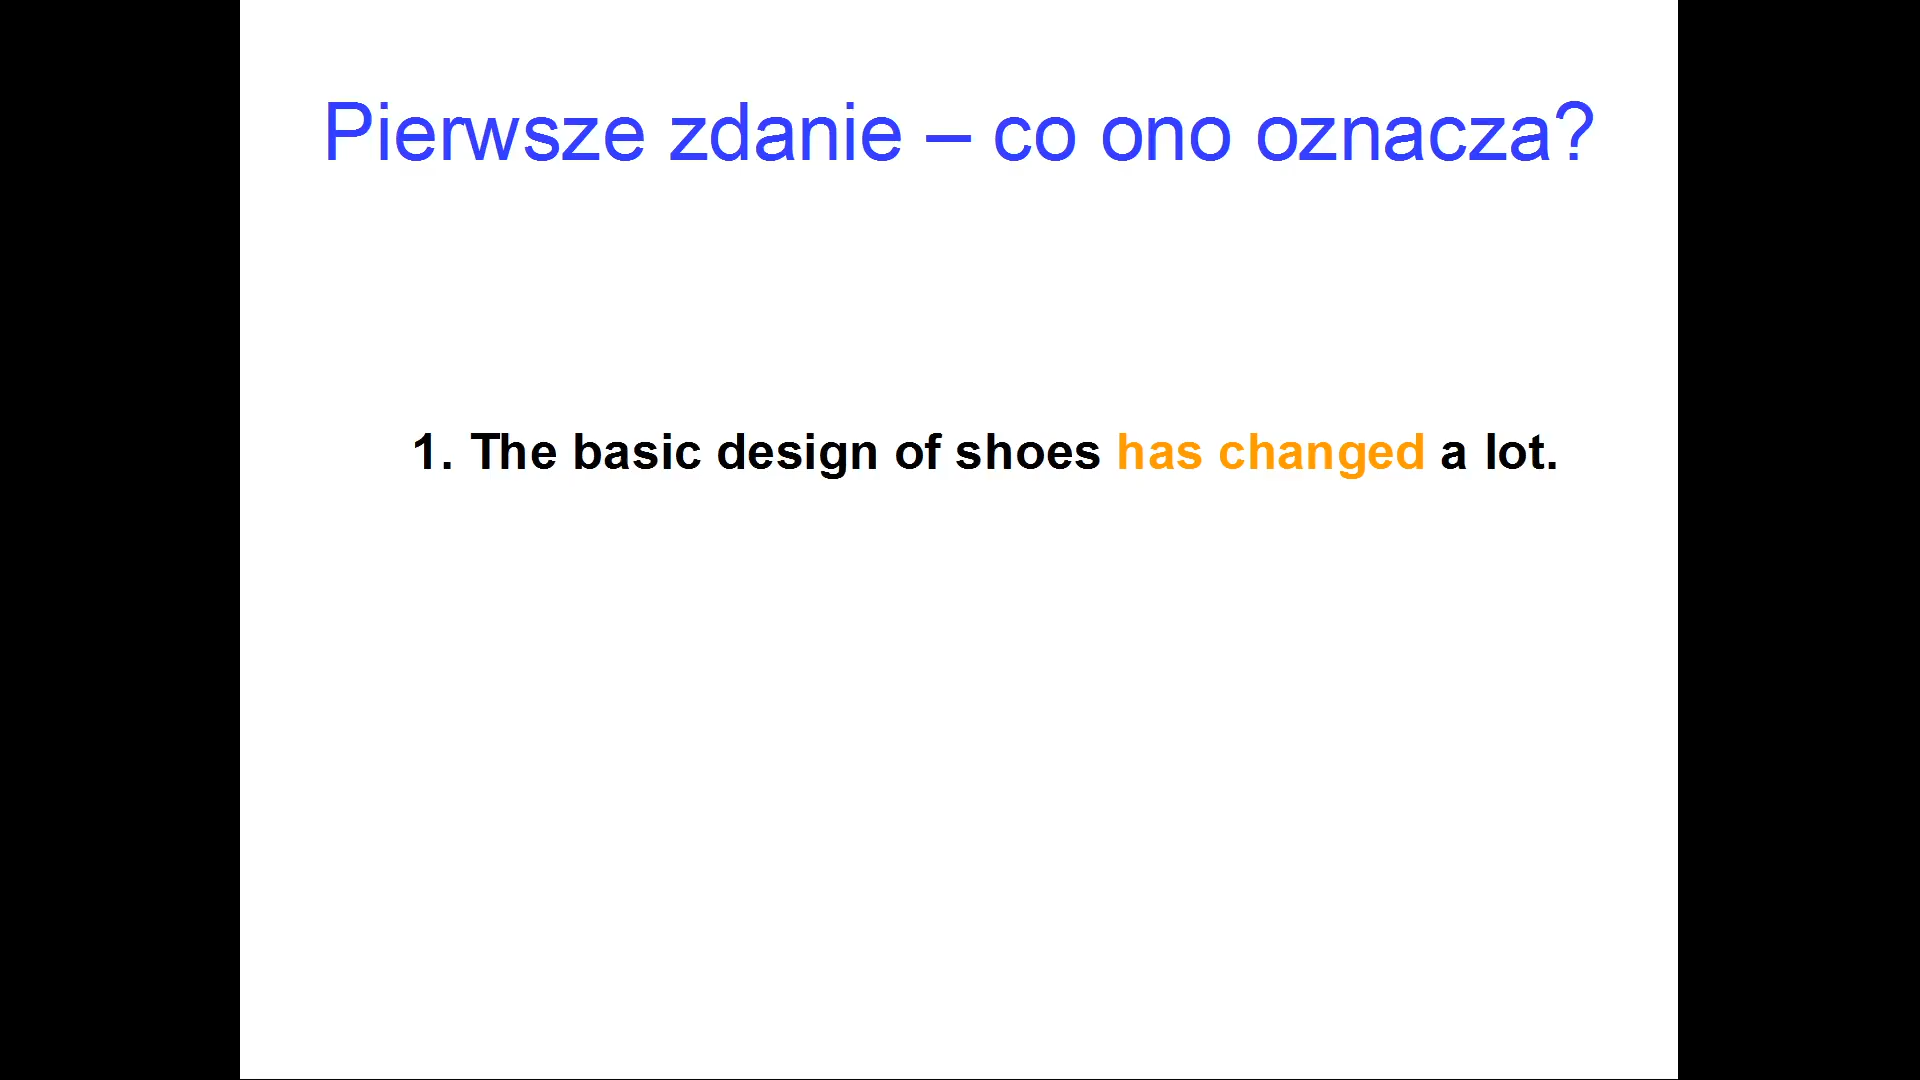 Pierwsze zdanie – co ono oznacza?
1. The basic design of shoes has changed a lot.